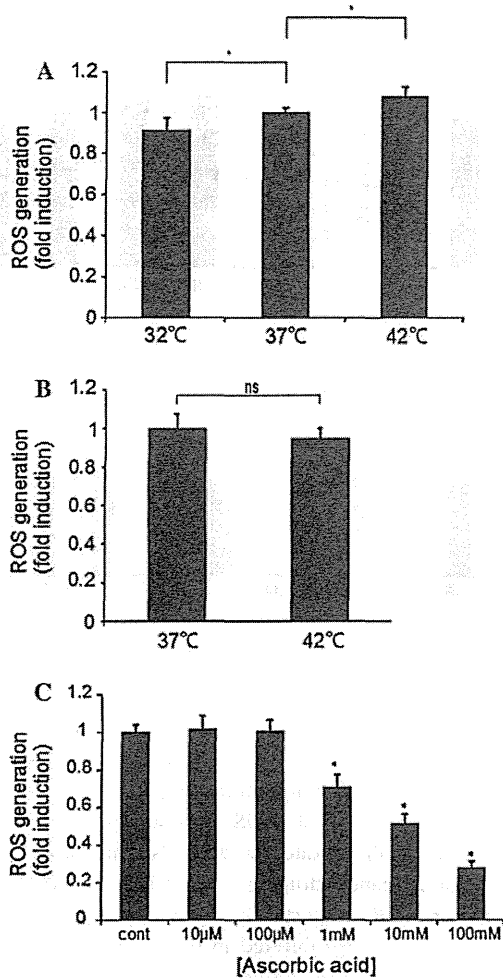 A
* *
ROS generation
(fold induction)
1.2
1
0.8
0.6
0.4
0.2
0
32℃ 37℃ 42℃
B
ns
ROS generation
(fold induction)
1.2
1
0.8
0.6
0.4
0.2
0
37℃ 42℃
C
ROS generation
(fold induction)
1.2
1
0.8
0.6
0.4
0.2
0
* * *
cont 10μM 100μM 1mM 10mM 100mM
[Ascorbic acid]